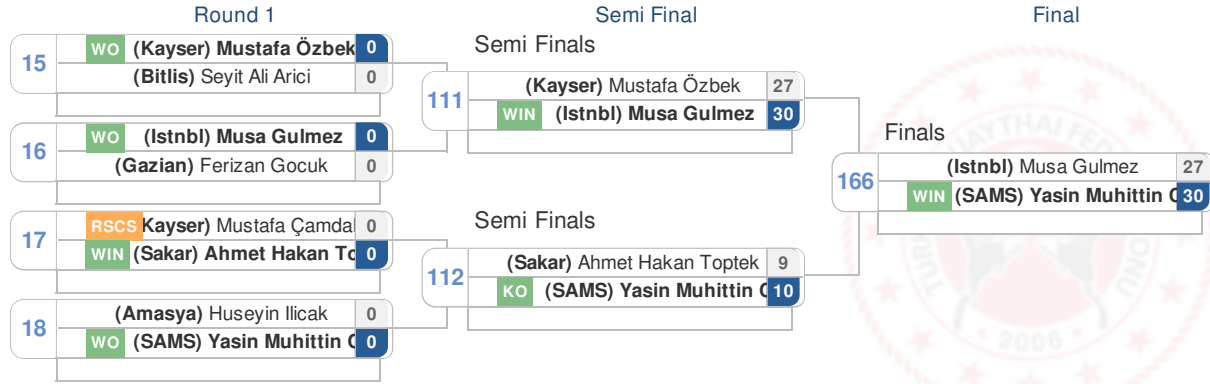 Round 1
Semi Final
Final
15
WO (Kayser) Mustafa Özbek 0
(Bitlis) Seyit Ali Arici 0
16
WO (Istnbl) Musa Gulmez 0
(Gazian) Ferizan Gocuk 0
17
RSCS Kayser) Mustafa Çamdal 0
WIN (Sakar) Ahmet Hakan To 0
18
(Amasya) Huseyin Ilicak 0
WO (SAMS) Yasin Muhittin 0
Semi Finals
111
(Kayser) Mustafa Özbek 27
WIN (Istnbl) Musa Gulmez 30
Semi Finals
112
(Sakar) Ahmet Hakan Toptek 9
KO (SAMS) Yasin Muhittin 10
Finals
166
(Istnbl) Musa Gulmez 27
WIN (SAMS) Yasin Muhittin 30
2006